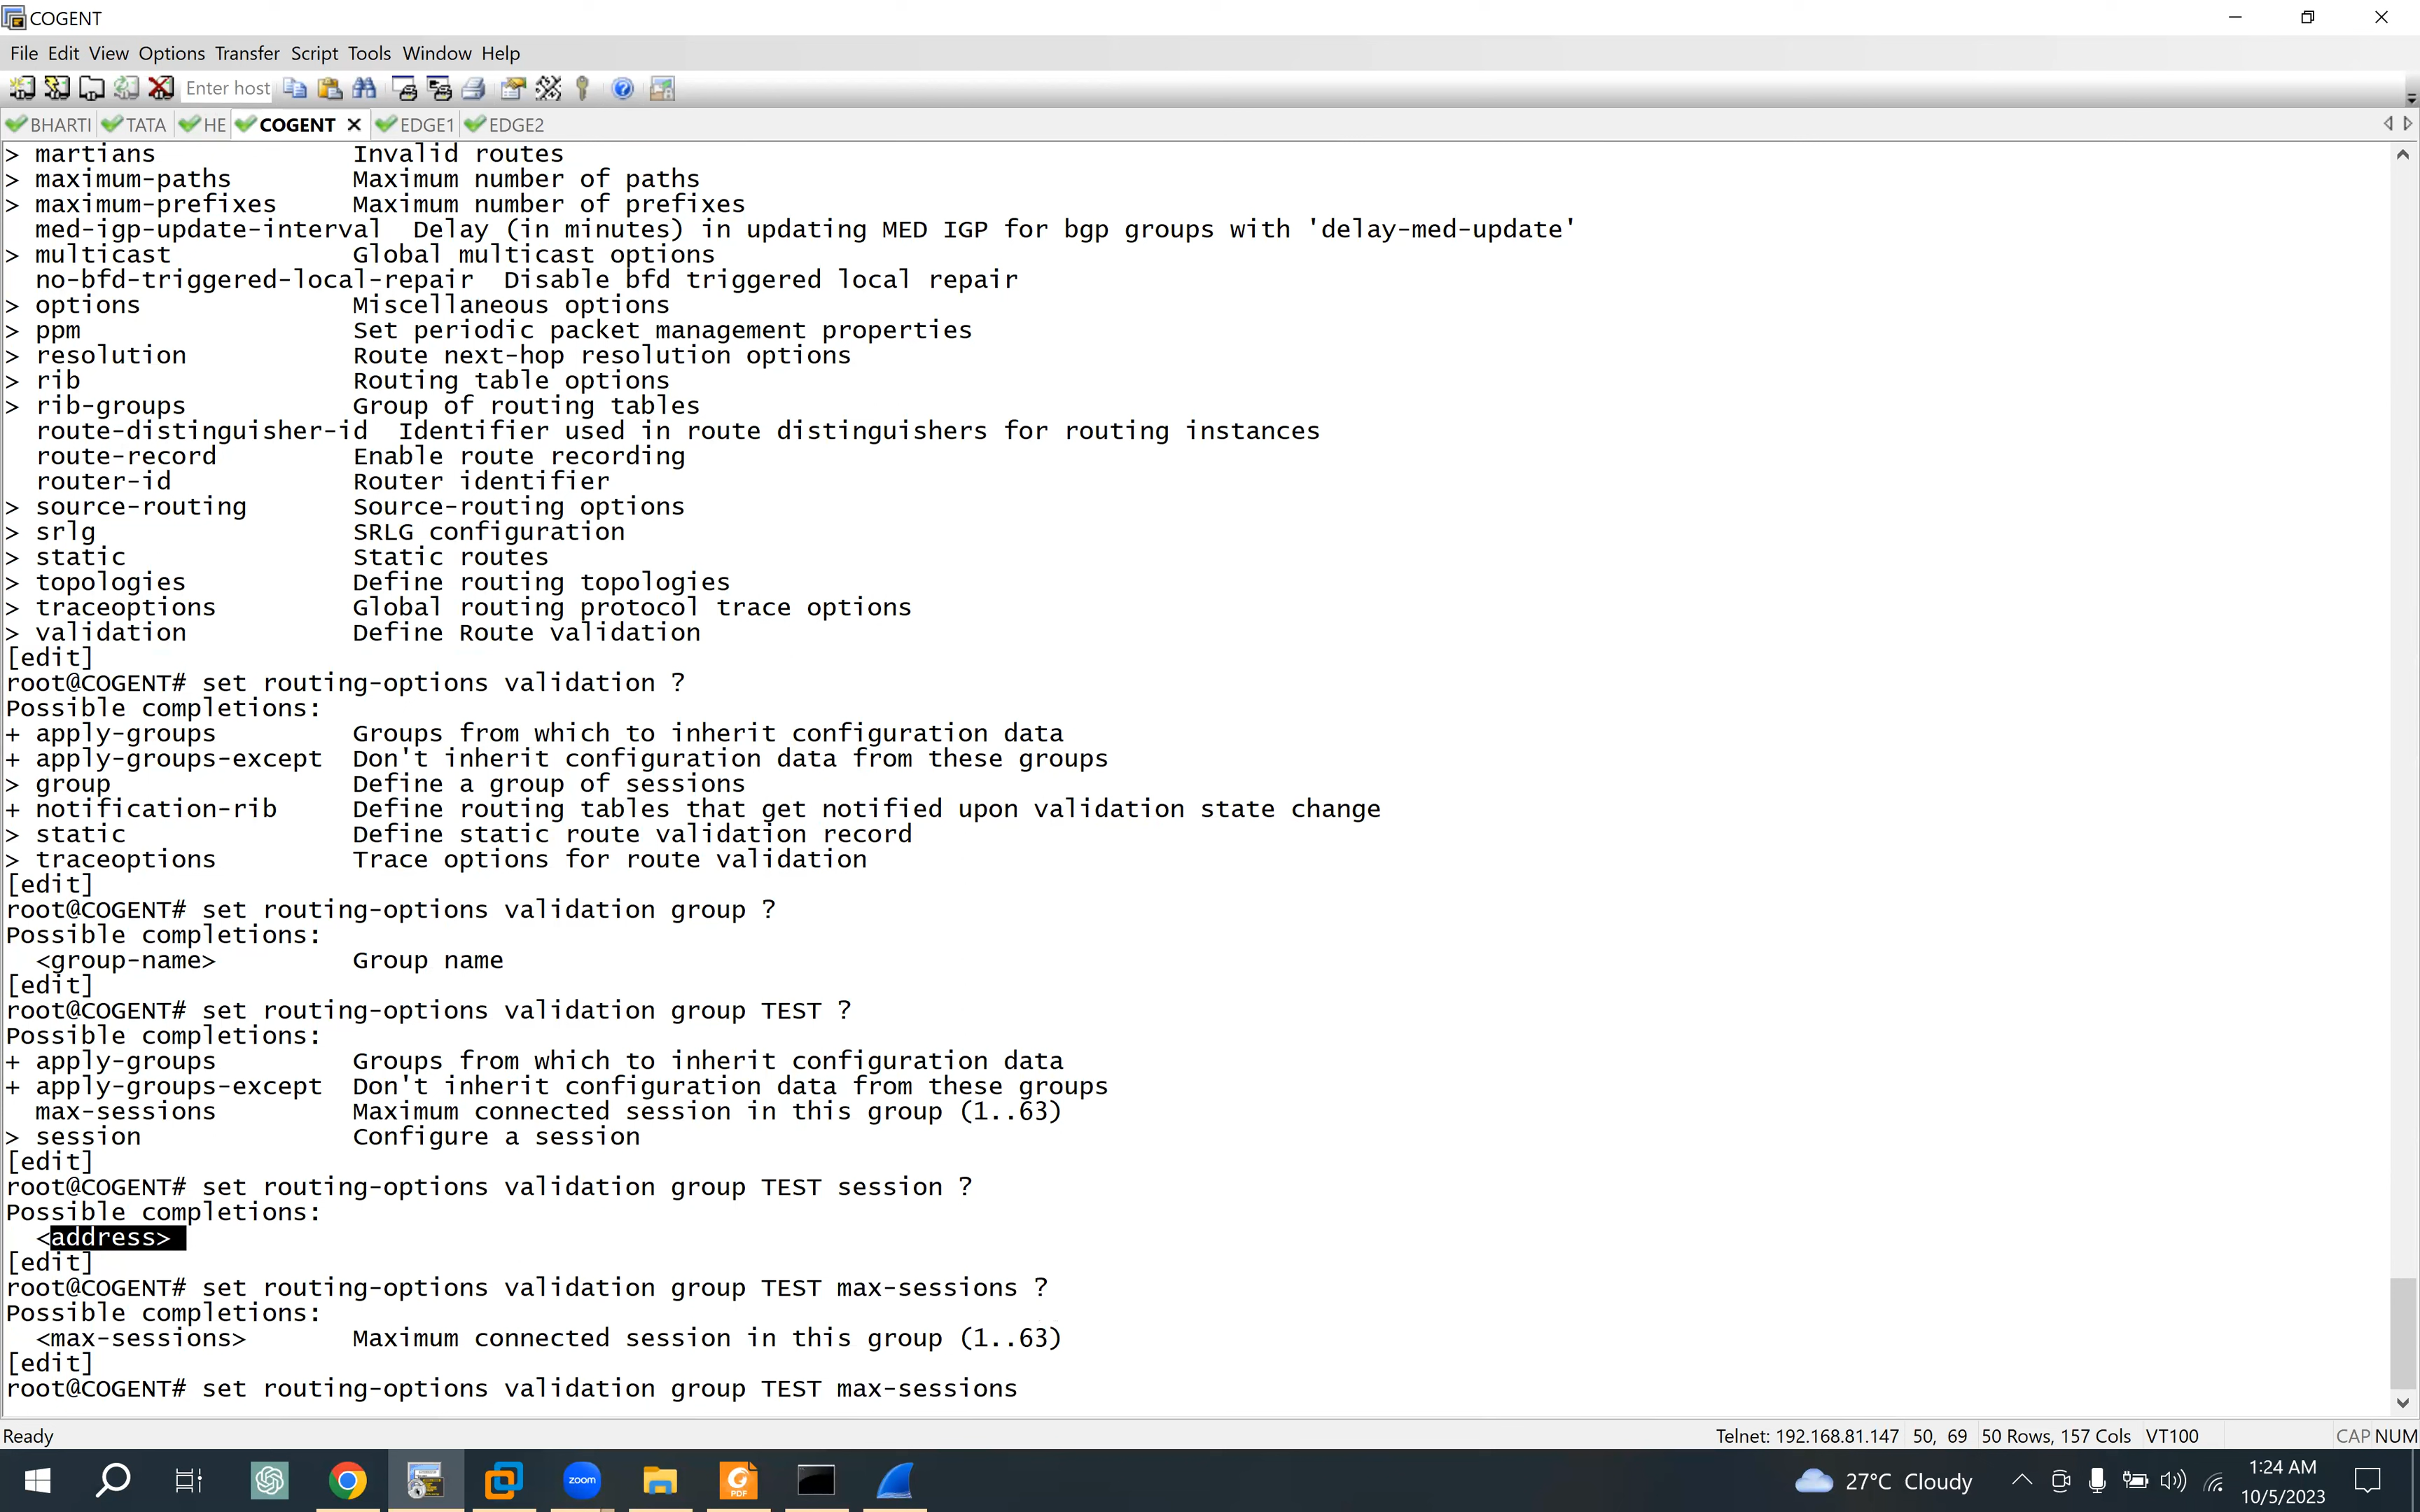 COGENT
File Edit View Options Transfer Script Tools Window Help
Enter host
BHARTI TATA HE COGENT EDGE1 EDGE2
> martians             Invalid routes
> maximum-paths        Maximum number of paths
> maximum-prefixes     Maximum number of prefixes
  med-igp-update-interval  Delay (in minutes) in updating MED IGP for bgp groups with 'delay-med-update'
> multicast            Global multicast options
  no-bfd-triggered-local-repair  Disable bfd triggered local repair
> options              Miscellaneous options
> ppm                  Set periodic packet management properties
> resolution           Route next-hop resolution options
> rib                  Routing table options
> rib-groups           Group of routing tables
  route-distinguisher-id  Identifier used in route distinguishers for routing instances
  route-record         Enable route recording
  router-id            Router identifier
> source-routing       Source-routing options
> srlg                 SRLG configuration
> static               Static routes
> topologies           Define routing topologies
> traceoptions         Global routing protocol trace options
> validation           Define Route validation
[edit]
root@COGENT# set routing-options validation ?
Possible completions:
+ apply-groups         Groups from which to inherit configuration data
+ apply-groups-except  Don't inherit configuration data from these groups
> group                Define a group of sessions
+ notification-rib     Define routing tables that get notified upon validation state change
> static               Define static route validation record
> traceoptions         Trace options for route validation
[edit]
root@COGENT# set routing-options validation group ?
Possible completions:
  <group-name>         Group name
[edit]
root@COGENT# set routing-options validation group TEST ?
Possible completions:
+ apply-groups         Groups from which to inherit configuration data
+ apply-groups-except  Don't inherit configuration data from these groups
  max-sessions         Maximum connected session in this group (1..63)
> session              Configure a session
[edit]
root@COGENT# set routing-options validation group TEST session ?
Possible completions:
  <address>
[edit]
root@COGENT# set routing-options validation group TEST max-sessions ?
Possible completions:
  <max-sessions>       Maximum connected session in this group (1..63)
[edit]
root@COGENT# set routing-options validation group TEST max-sessions
Ready Telnet: 192.168.81.147 50, 69 50 Rows, 157 Cols VT100 CAP NUM
zoom PDF 27°C Cloudy 1:24 AM
10/5/2023